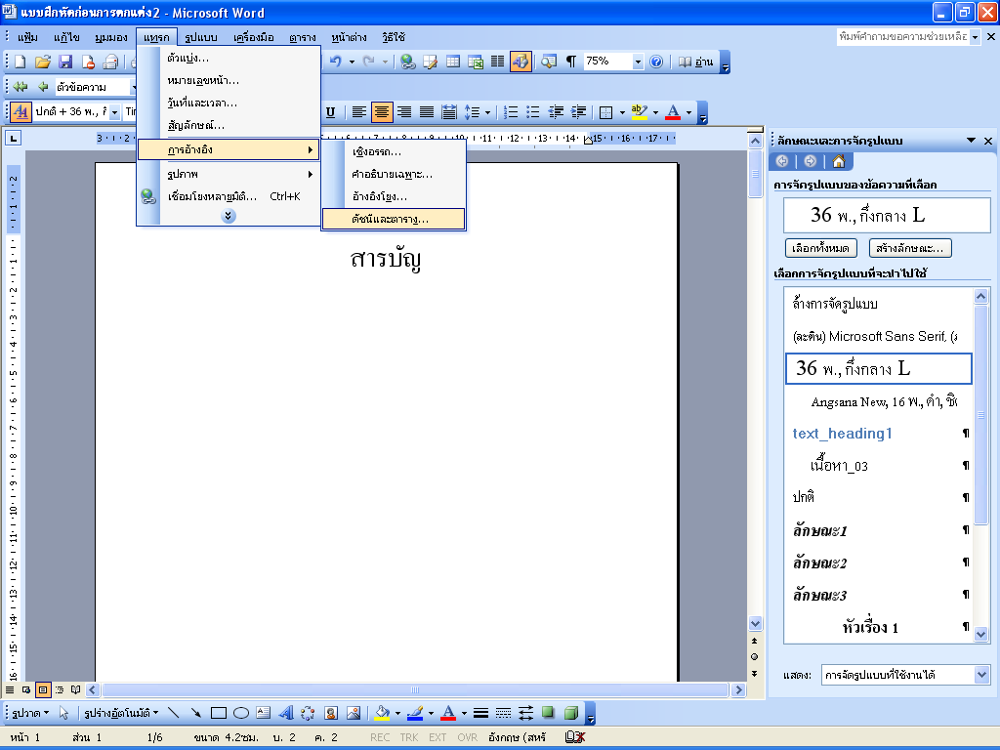 แบบฝึกหัดก่อนการตกแต่ง2 - Microsoft Word
แฟ้ม แก้ไข มุมมอง แทรก รูปแบบ เครื่องมือ ตาราง หน้าต่าง วิธีใช้ พิมพ์คำถามขอความช่วยเหลือ
ตัวแบ่ง...
75% อ่าน
หมายเลขหน้า...
ตัวข้อความ
วันที่และเวลา...
ปกติ + 36 พ.,
สัญลักษณ์...
การอ้างอิง
รูปภาพ
เชื่อมโยงหลายมิติ... Ctrl+K
เชิงอรรถ...
คำอธิบายเฉพาะ...
อ้างอิงโยง...
ดัชนีและตาราง...
สารบัญ
ลักษณะและการจัดรูปแบบ
การจัดรูปแบบของข้อความที่เลือก
36 พ., กึ่งกลาง L
เลือกทั้งหมด สร้างลักษณะ...
เลือกการจัดรูปแบบที่จะนำไปใช้
ล้างการจัดรูปแบบ
(ละติน) Microsoft Sans Serif,
36 พ., กึ่งกลาง L
Angsana New, 16 พ., ดำ,
text_heading1 ¶
เนื้อหา_03 ¶
ปกติ ¶
ลักษณะ1 ¶
ลักษณะ2 ¶
ลักษณะ3 ¶
หัวเรื่อง 1 ¶
แสดง: การจัดรูปแบบที่ใช้งานได้
รูปวาด รูปร่างอัตโนมัติ
หน้า 1 ส่วน 1 1/6 ขนาด 4.2ซม. บ. 2 ค. 2 REC TRK EXT OVR อังกฤษ (สหรั